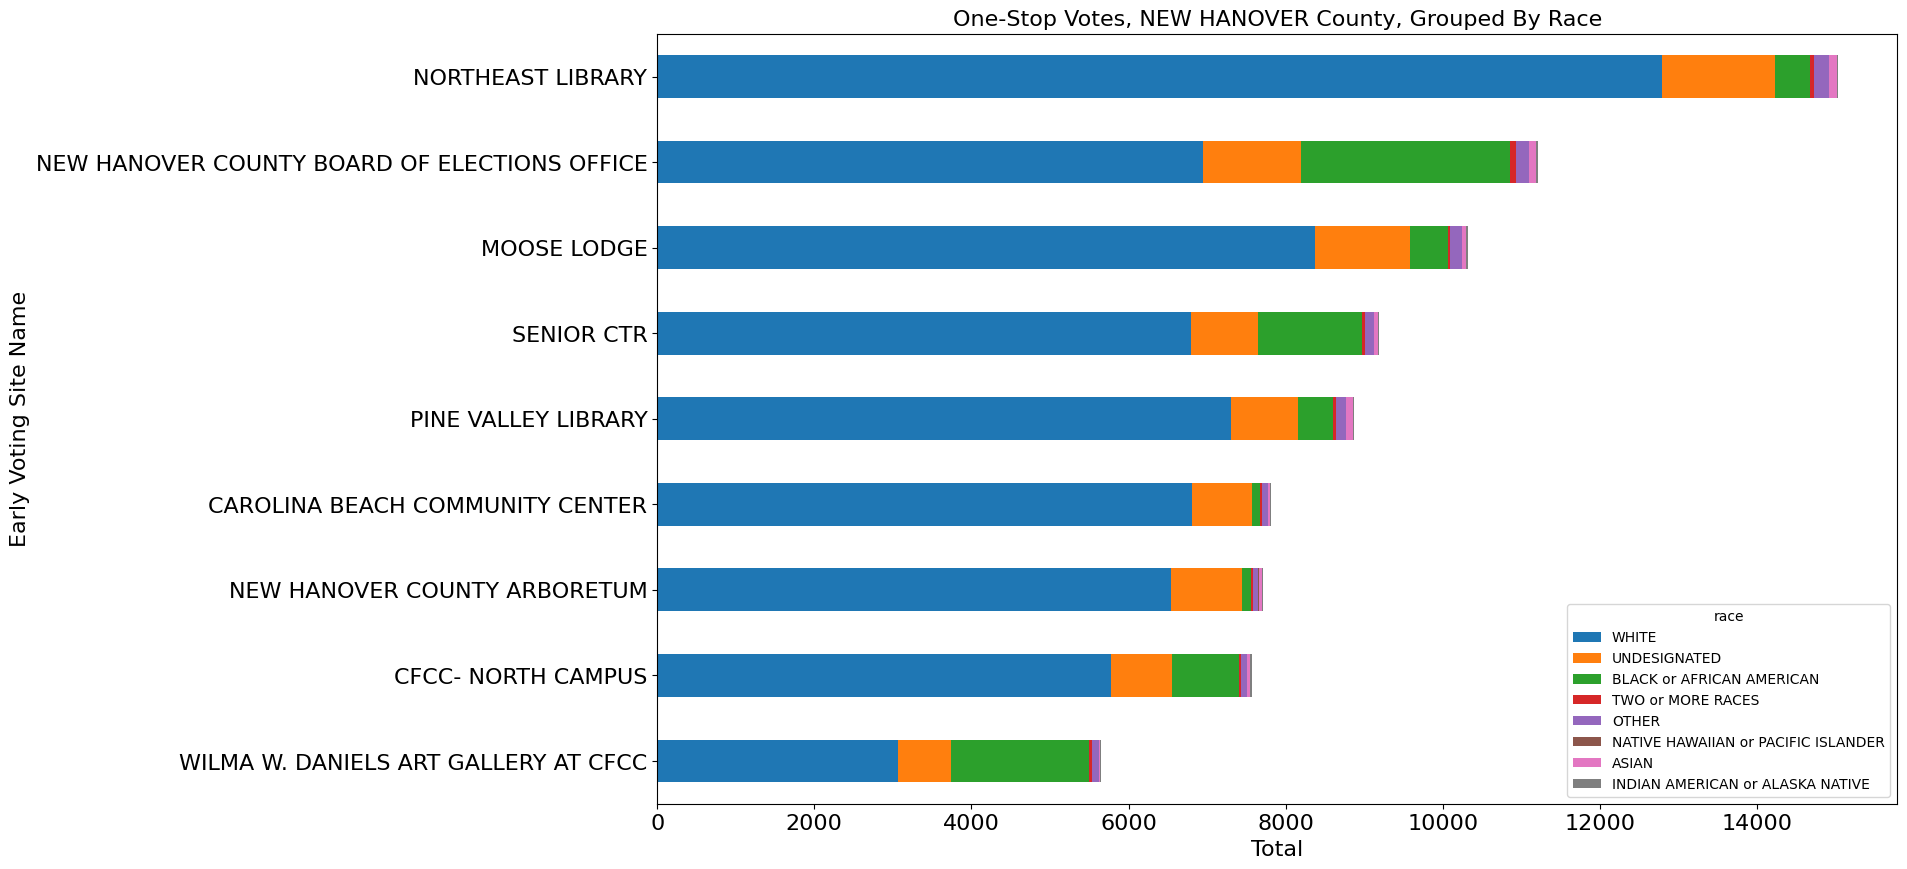 One-Stop Votes, NEW HANOVER County, Grouped By Race
Early Voting Site Name
NORTHEAST LIBRARY
NEW HANOVER COUNTY BOARD OF ELECTIONS OFFICE
MOOSE LODGE
SENIOR CTR
PINE VALLEY LIBRARY
CAROLINA BEACH COMMUNITY CENTER
NEW HANOVER COUNTY ARBORETUM
CFCC- NORTH CAMPUS
WILMA W. DANIELS ART GALLERY AT CFCC
race
WHITE
UNDESIGNATED
BLACK or AFRICAN AMERICAN
TWO or MORE RACES
OTHER
NATIVE HAWAIIAN or PACIFIC ISLANDER
ASIAN
INDIAN AMERICAN or ALASKA NATIVE
0 2000 4000 6000 8000 10000 12000 14000
Total